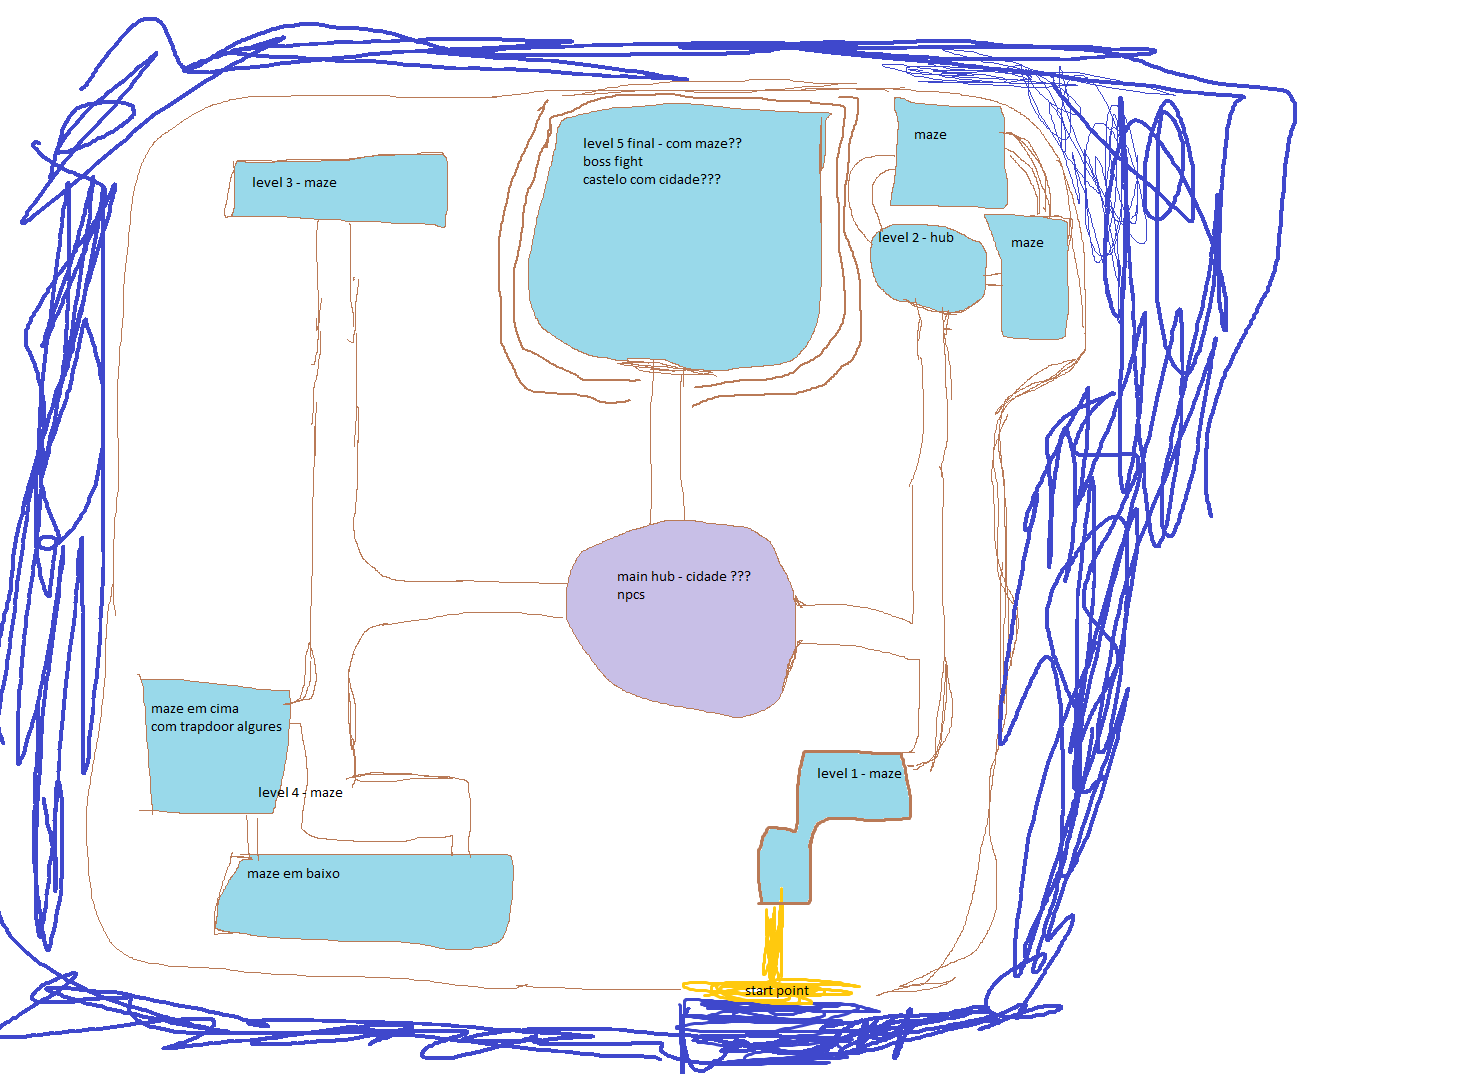 level 5 final - com maze??
boss fight
castelo com cidade???
maze
level 3 - maze
level 2 - hub
maze
main hub - cidade ???
npcs
maze em cima
com trapdoor algures
level 4 - maze
level 1 - maze
maze em baixo
start point